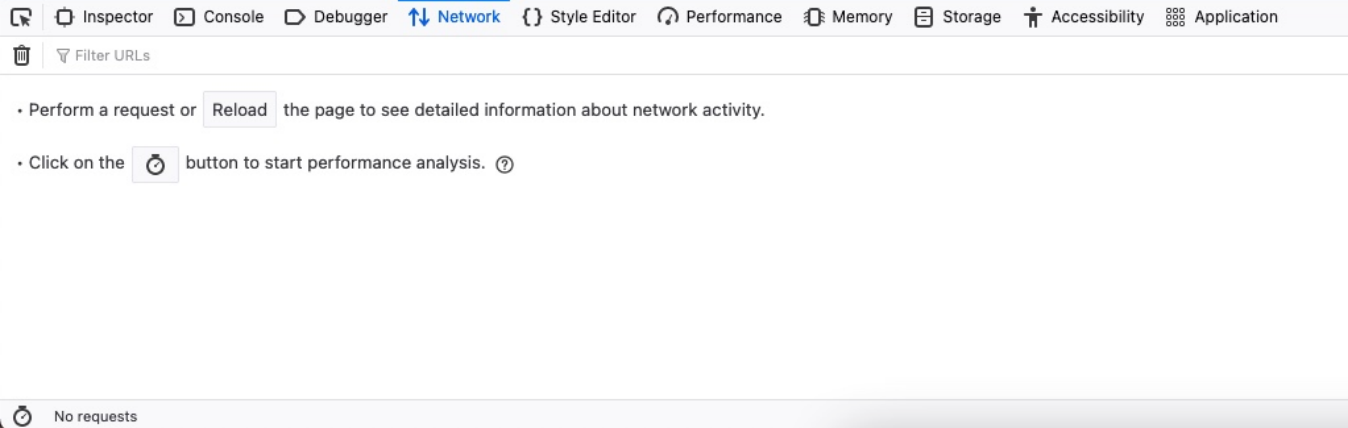 Inspector Console Debugger Network Style Editor Performance Memory Storage Accessibility Application
Filter URLs
• Perform a request or Reload the page to see detailed information about network activity.
• Click on the button to start performance analysis. ?
No requests